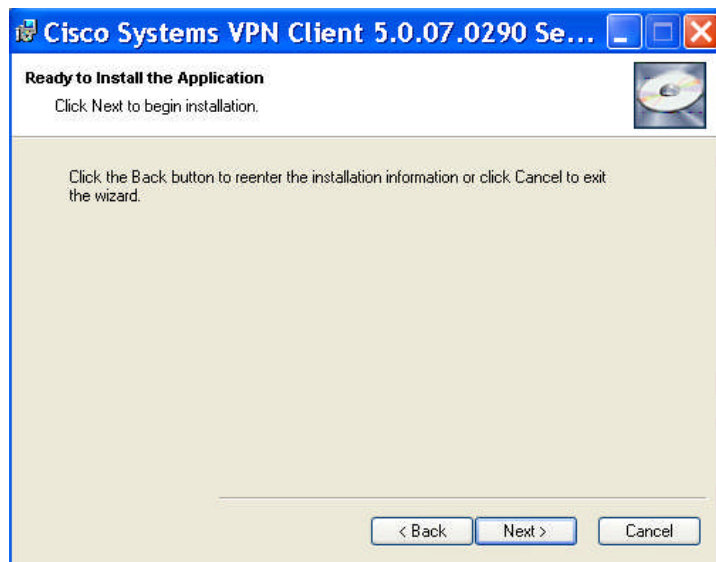 Cisco Systems VPN Client 5.0.07.0290 Se...
Ready to Install the Application
Click Next to begin installation.
Click the Back button to reenter the installation information or click Cancel to exit
the wizard.
< Back Next > Cancel